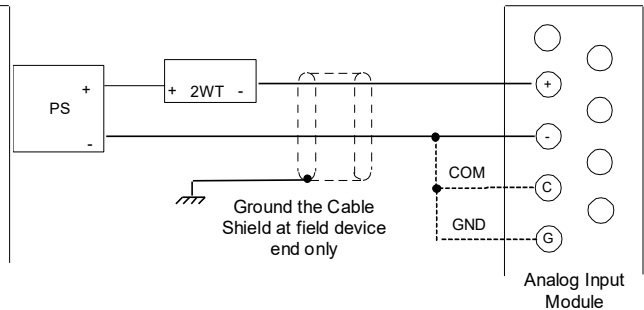 +
PS
-
+ 2WT -
+
-
COM
C
GND
G
Ground the Cable
Shield at field device
end only
Analog Input
Module